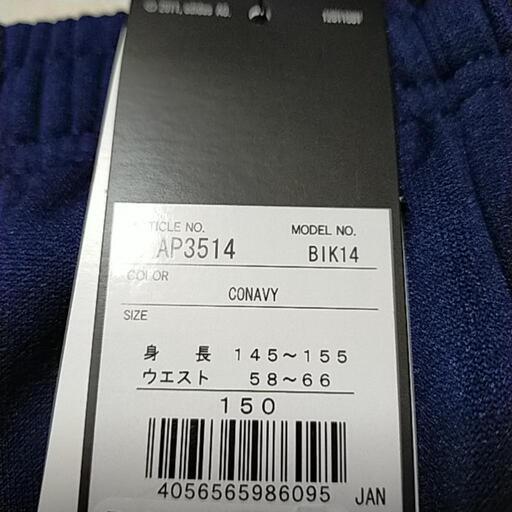 ARTICLE NO. MODEL NO.
AP3514 BIK14
COLOR
CONAVY
SIZE
身 長 145～155
ウエスト 58～66
150
4056565986095 JAN